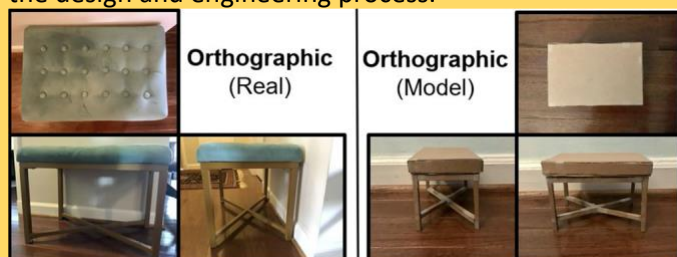 the design and engineering process.
Orthographic
(Real)
Orthographic
(Model)